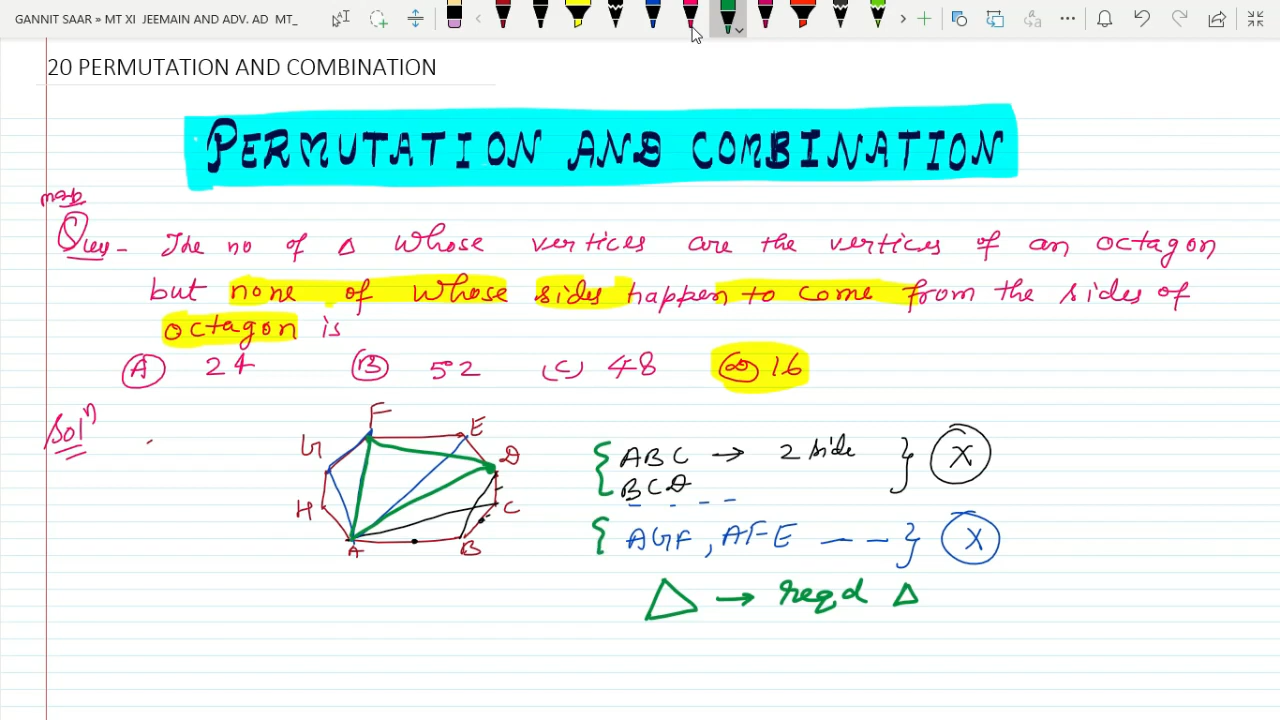 GANNIT SAAR » MT XI JEEMAIN AND ADV. AD MT_
20 PERMUTATION AND COMBINATION
PERMUTATION AND COMBINATION
Ques- The no of Δ whose vertices are the vertices of an octagon
but none of whose sides happen to come from the sides of
octagon is
(A) 24 (B) 52 (C) 48 (D) 16
Solⁿ
F
E
G
D
H
C
A
B
{ ABC → 2 side } X
BCD - - - -
{ AGF, AFE - - - } X
Δ → reqd Δ